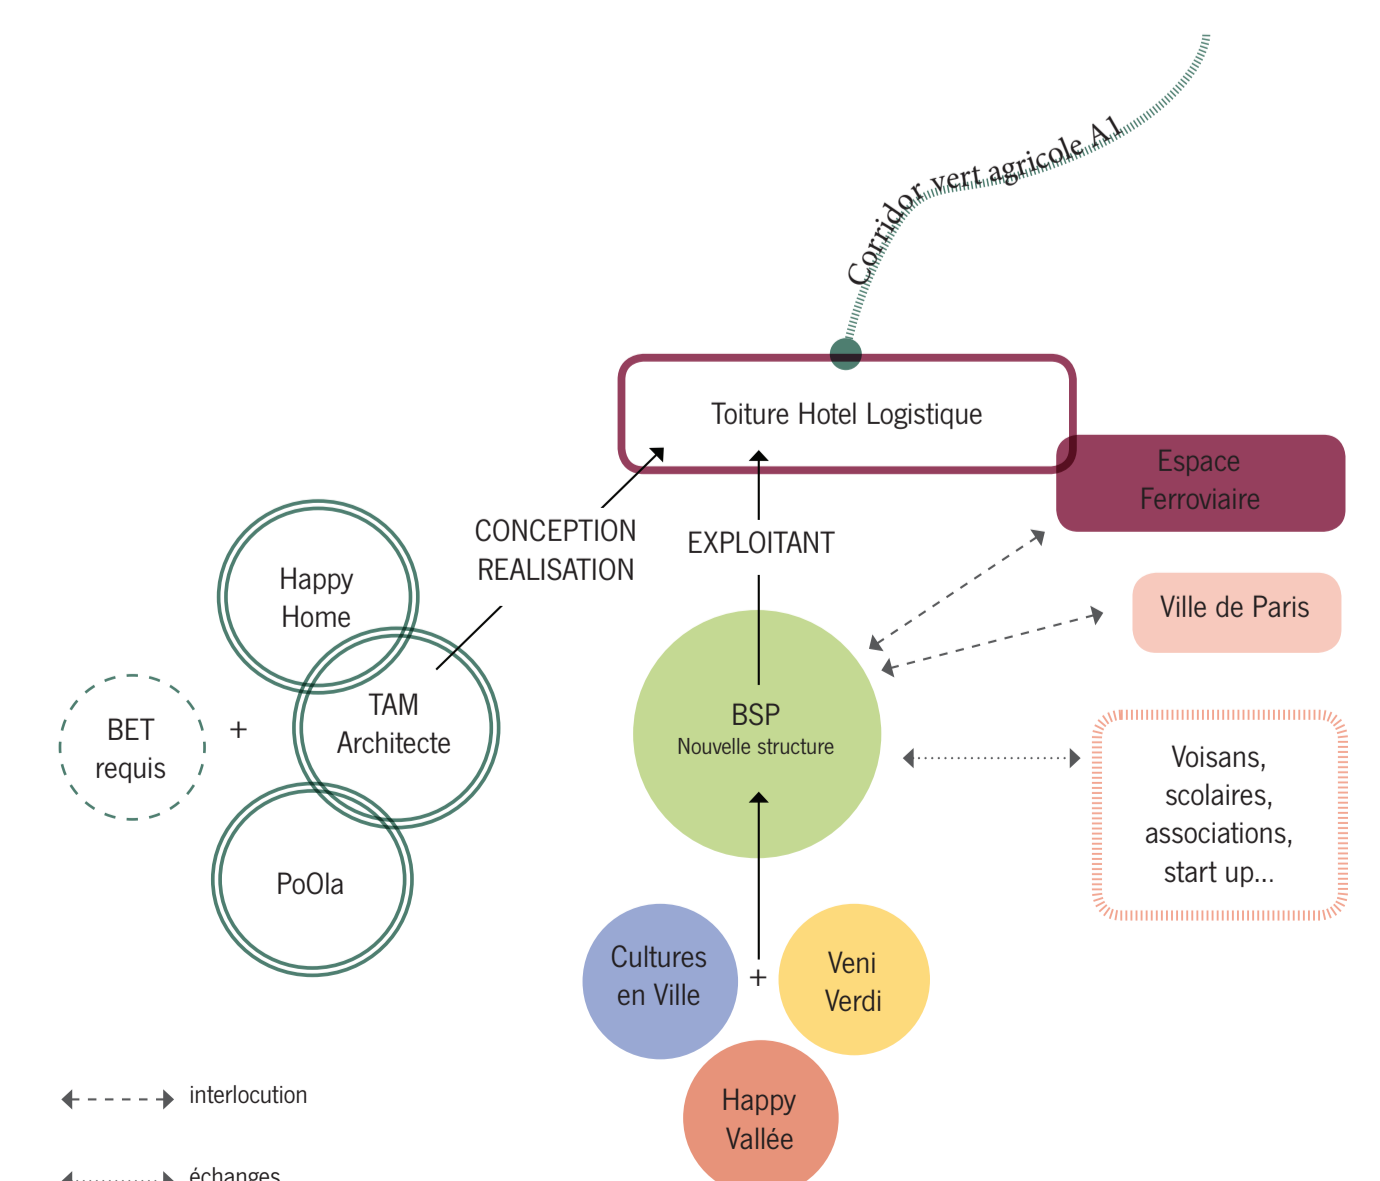 Corridor vert agricole A1
Toiture Hotel Logistique
Espace
Ferroviaire
CONCEPTION
REALISATION
EXPLOITANT
Happy
Home
Ville de Paris
TAM
Architecte
BET
requis
+
BSP
Nouvelle structure
Voisans,
scolaires,
associations,
start up...
PoOla
Cultures
en Ville
+
Veni
Verdi
Happy
Vallée
interlocution
échanges